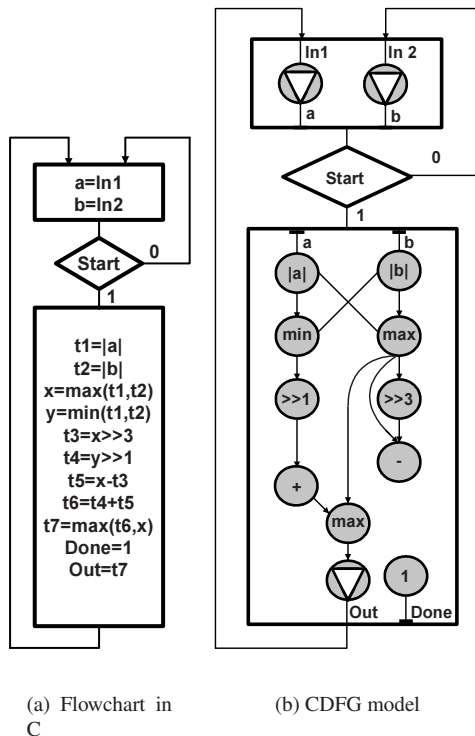 a=In1
b=In2
Start
0
1
t1=|a|
t2=|b|
x=max(t1,t2)
y=min(t1,t2)
t3=x>>3
t4=y>>1
t5=x-t3
t6=t4+t5
t7=max(t6,x)
Done=1
Out=t7
(a) Flowchart in
C
In1 In 2
a b
Start
0
1
a b
|a| |b|
min max
>>1 >>3
-
+
max
1
Out Done
(b) CDFG model